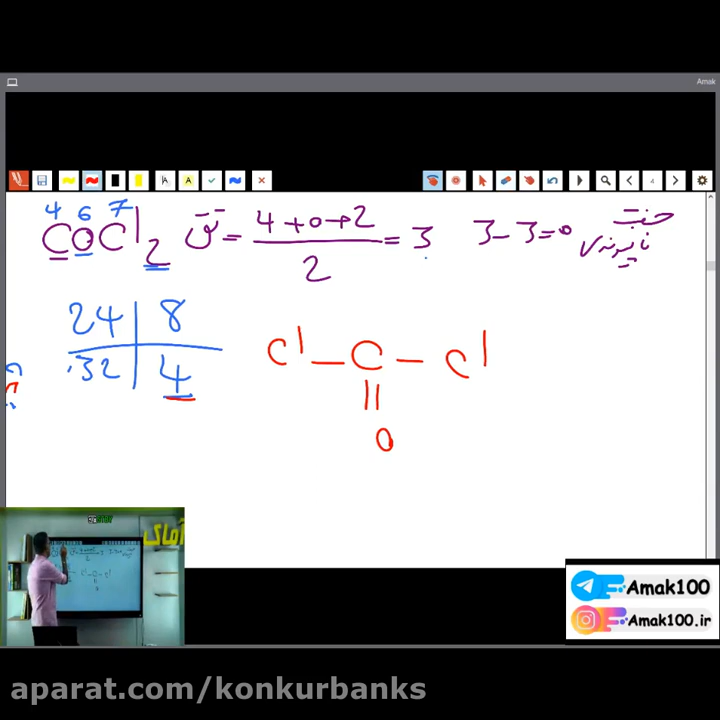 Amak
4 6 7
COCl2 ق = 4+0+2 / 2 = 3 3-3=0 جفت ناپیوندی
24 | 8
32 | 4
Cl - C - Cl
||
O
آماک
Amak100
Amak100.ir
aparat.com/konkurbanks